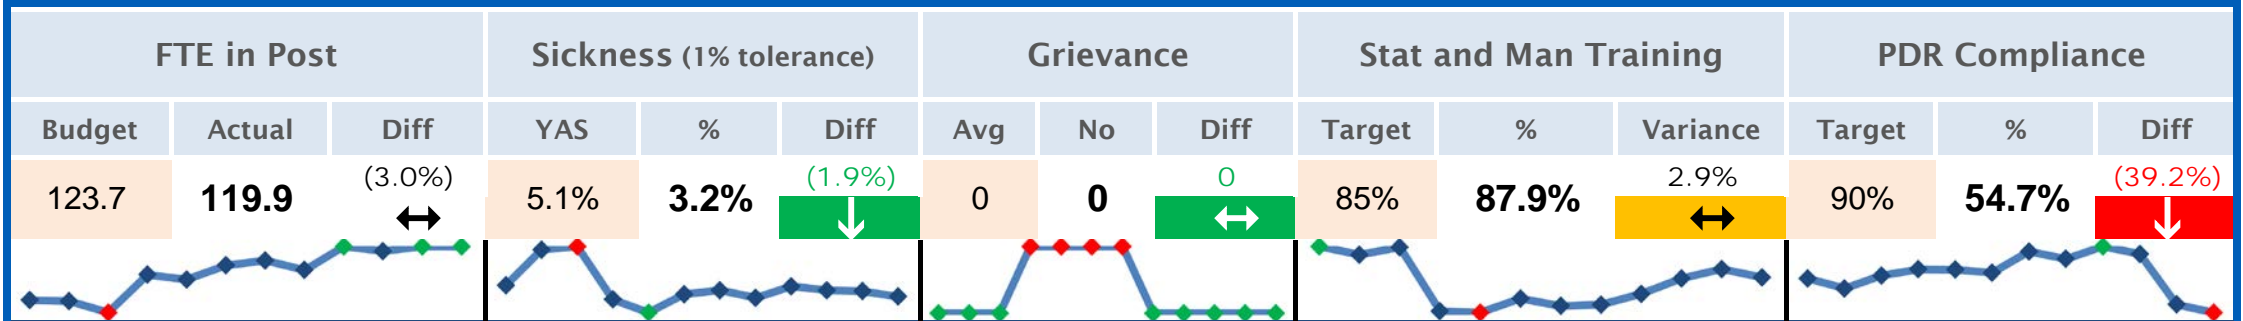 FTE in Post Sickness (1% tolerance) Grievance Stat and Man Training PDR Compliance
Budget Actual Diff YAS % Diff Avg No Diff Target % Variance Target % Diff
123.7 119.9 (3.0%) 5.1% 3.2% (1.9%) 0 0 0 85% 87.9% 2.9% 90% 54.7% (39.2%)